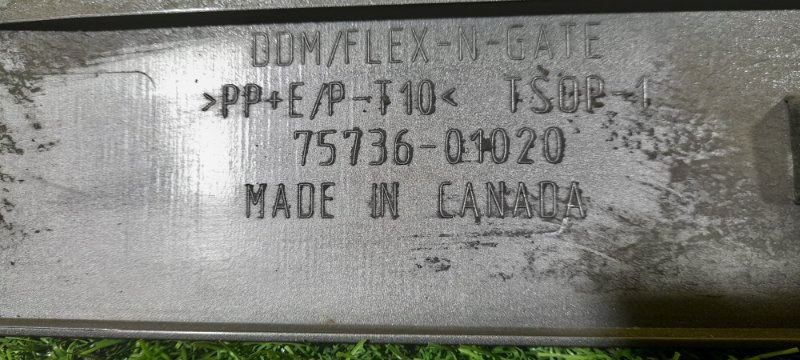 DDM/FLEX-N-GATE
>PP+E/P-T10< TSOP-1
75736-01020
MADE IN CANADA